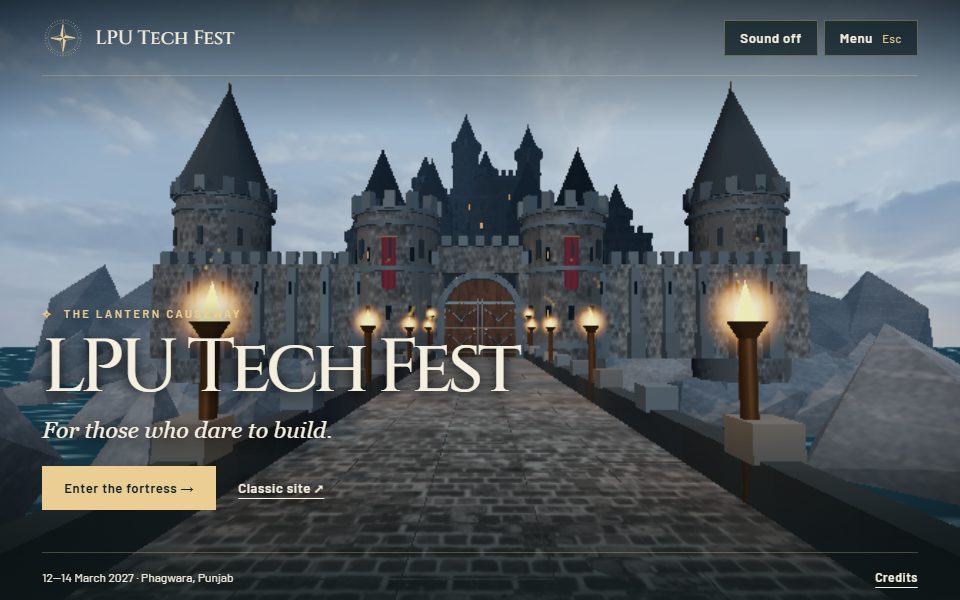 LPU Tech Fest
Sound off
Menu Esc
✧ THE LANTERN CAUSEWAY
LPU Tech Fest
For those who dare to build.
Enter the fortress →
Classic site ↗
12–14 March 2027 · Phagwara, Punjab
Credits